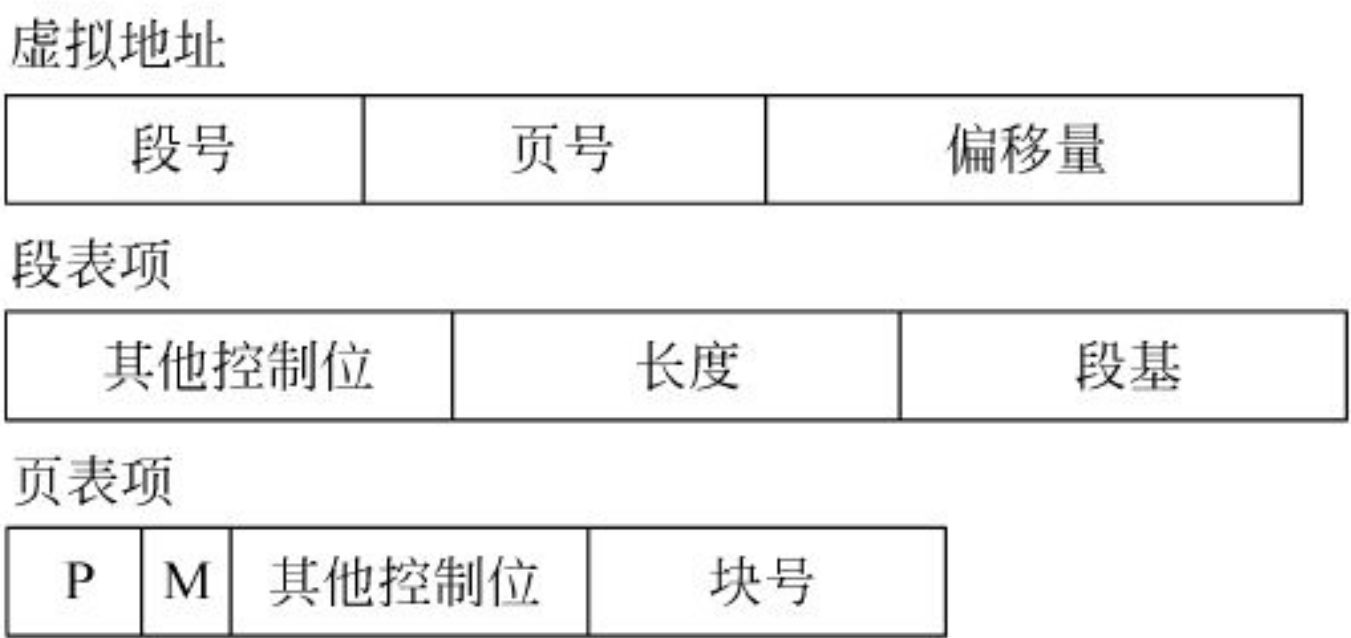 虚拟地址
段号 页号 偏移量
段表项
其他控制位 长度 段基
页表项
P M 其他控制位 块号